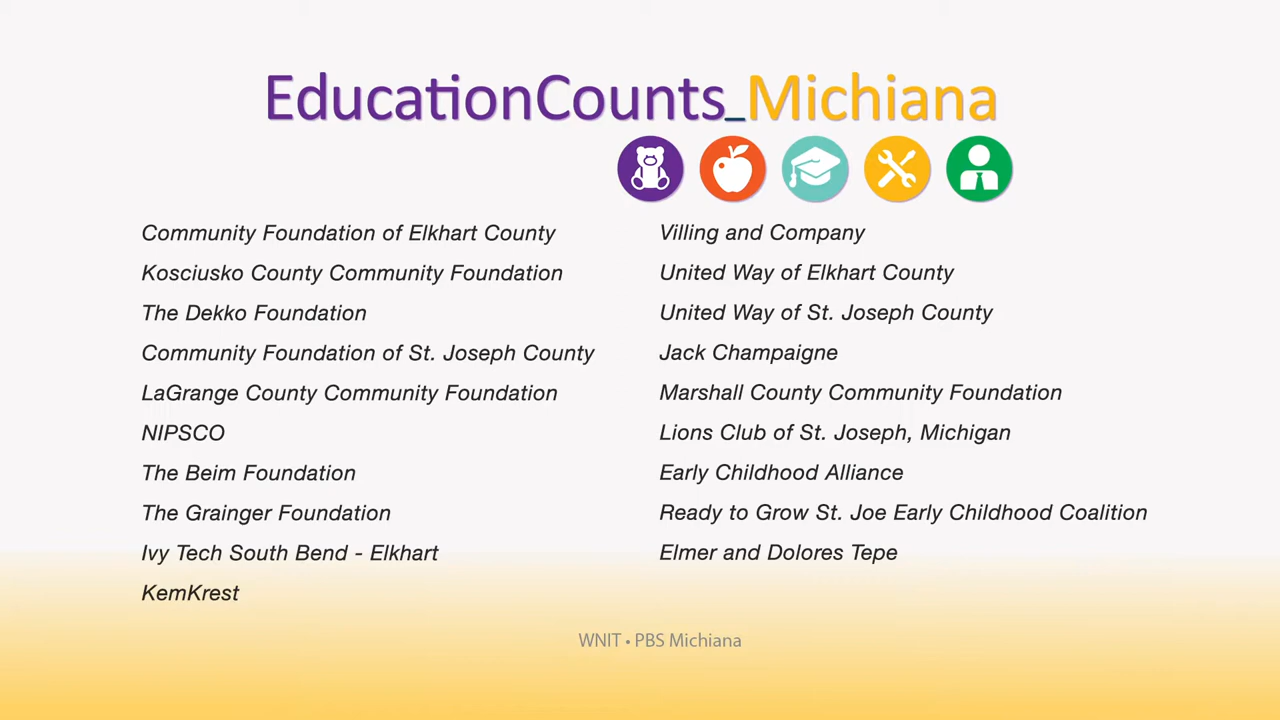 EducationCounts_Michiana
Community Foundation of Elkhart County
Kosciusko County Community Foundation
The Dekko Foundation
Community Foundation of St. Joseph County
LaGrange County Community Foundation
NIPSCO
The Beim Foundation
The Grainger Foundation
Ivy Tech South Bend - Elkhart
KemKrest
Villing and Company
United Way of Elkhart County
United Way of St. Joseph County
Jack Champaigne
Marshall County Community Foundation
Lions Club of St. Joseph, Michigan
Early Childhood Alliance
Ready to Grow St. Joe Early Childhood Coalition
Elmer and Dolores Tepe
WNIT • PBS Michiana